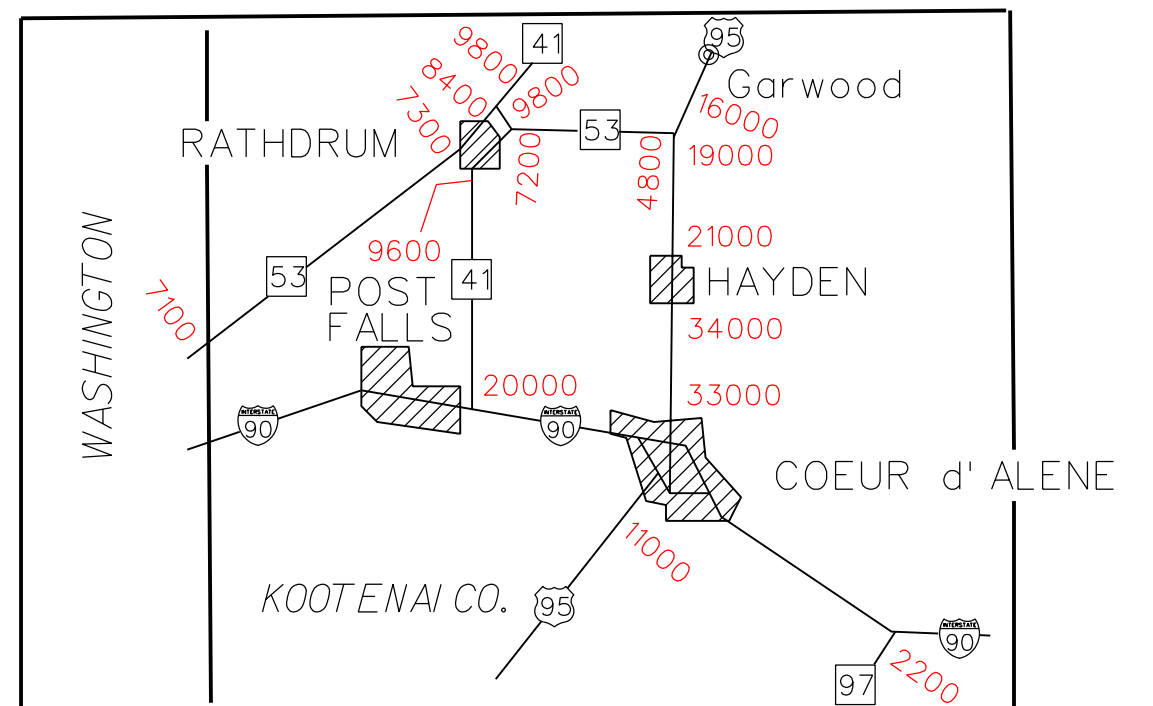 9800
41
95
8400
9800
Garwood
7300
16000
RATHDRUM
53
7200
4800
19000
9600
21000
WASHINGTON
53
41
HAYDEN
7100
POST
FALLS
34000
20000
33000
INTERSTATE
90
INTERSTATE
90
COEUR d' ALENE
11000
KOOTENAI CO.
95
INTERSTATE
90
97
2200